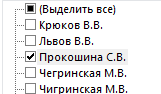 (Выделить все)
Крюков В.В.
Львов В.В.
Прокошина С.В.
Чегринская М.В.
Чигринская М.В.